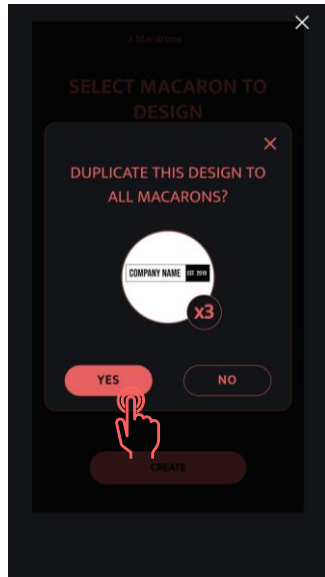 3 Macarons
SELECT MACARON TO
DESIGN
DUPLICATE THIS DESIGN TO
ALL MACARONS?
COMPANY NAME EST. 2018
x3
YES NO
CREATE